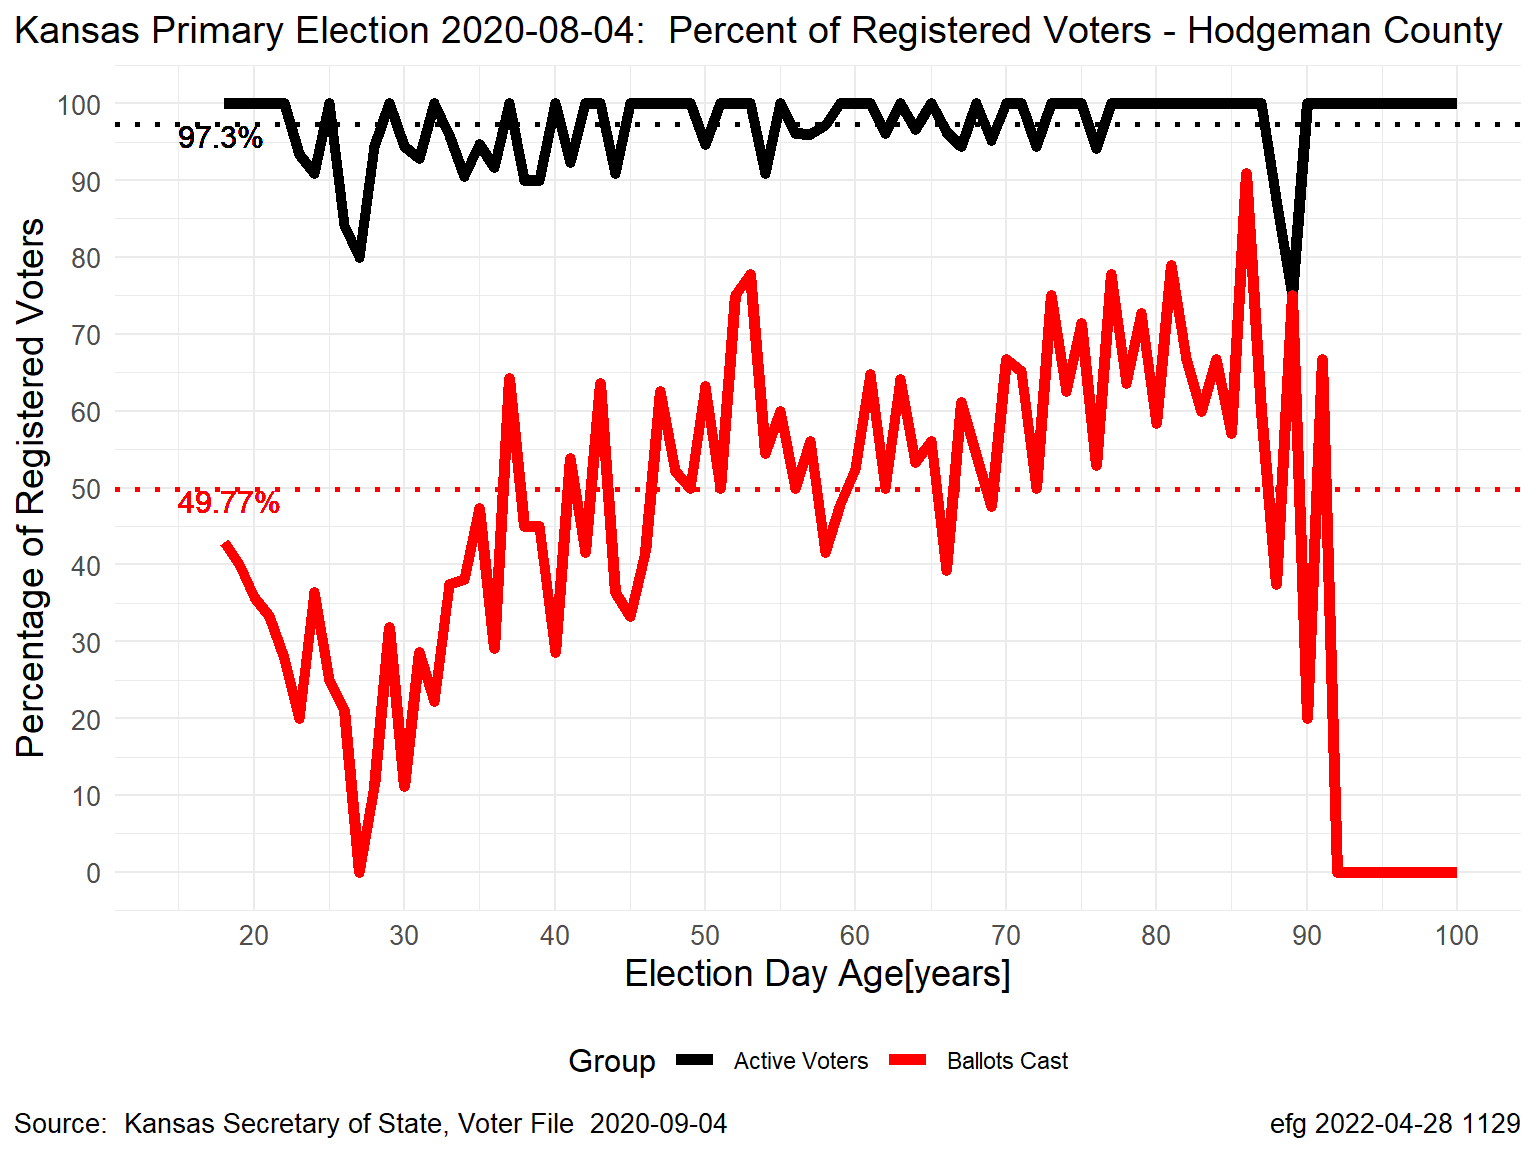 Kansas Primary Election 2020-08-04:  Percent of Registered Voters - Hodgeman County
Percentage of Registered Voters
100
90
80
70
60
50
40
30
20
10
0
97.3%
49.77%
20 30 40 50 60 70 80 90 100
Election Day Age[years]
Group Active Voters Ballots Cast
Source:  Kansas Secretary of State, Voter File  2020-09-04
efg 2022-04-28 1129